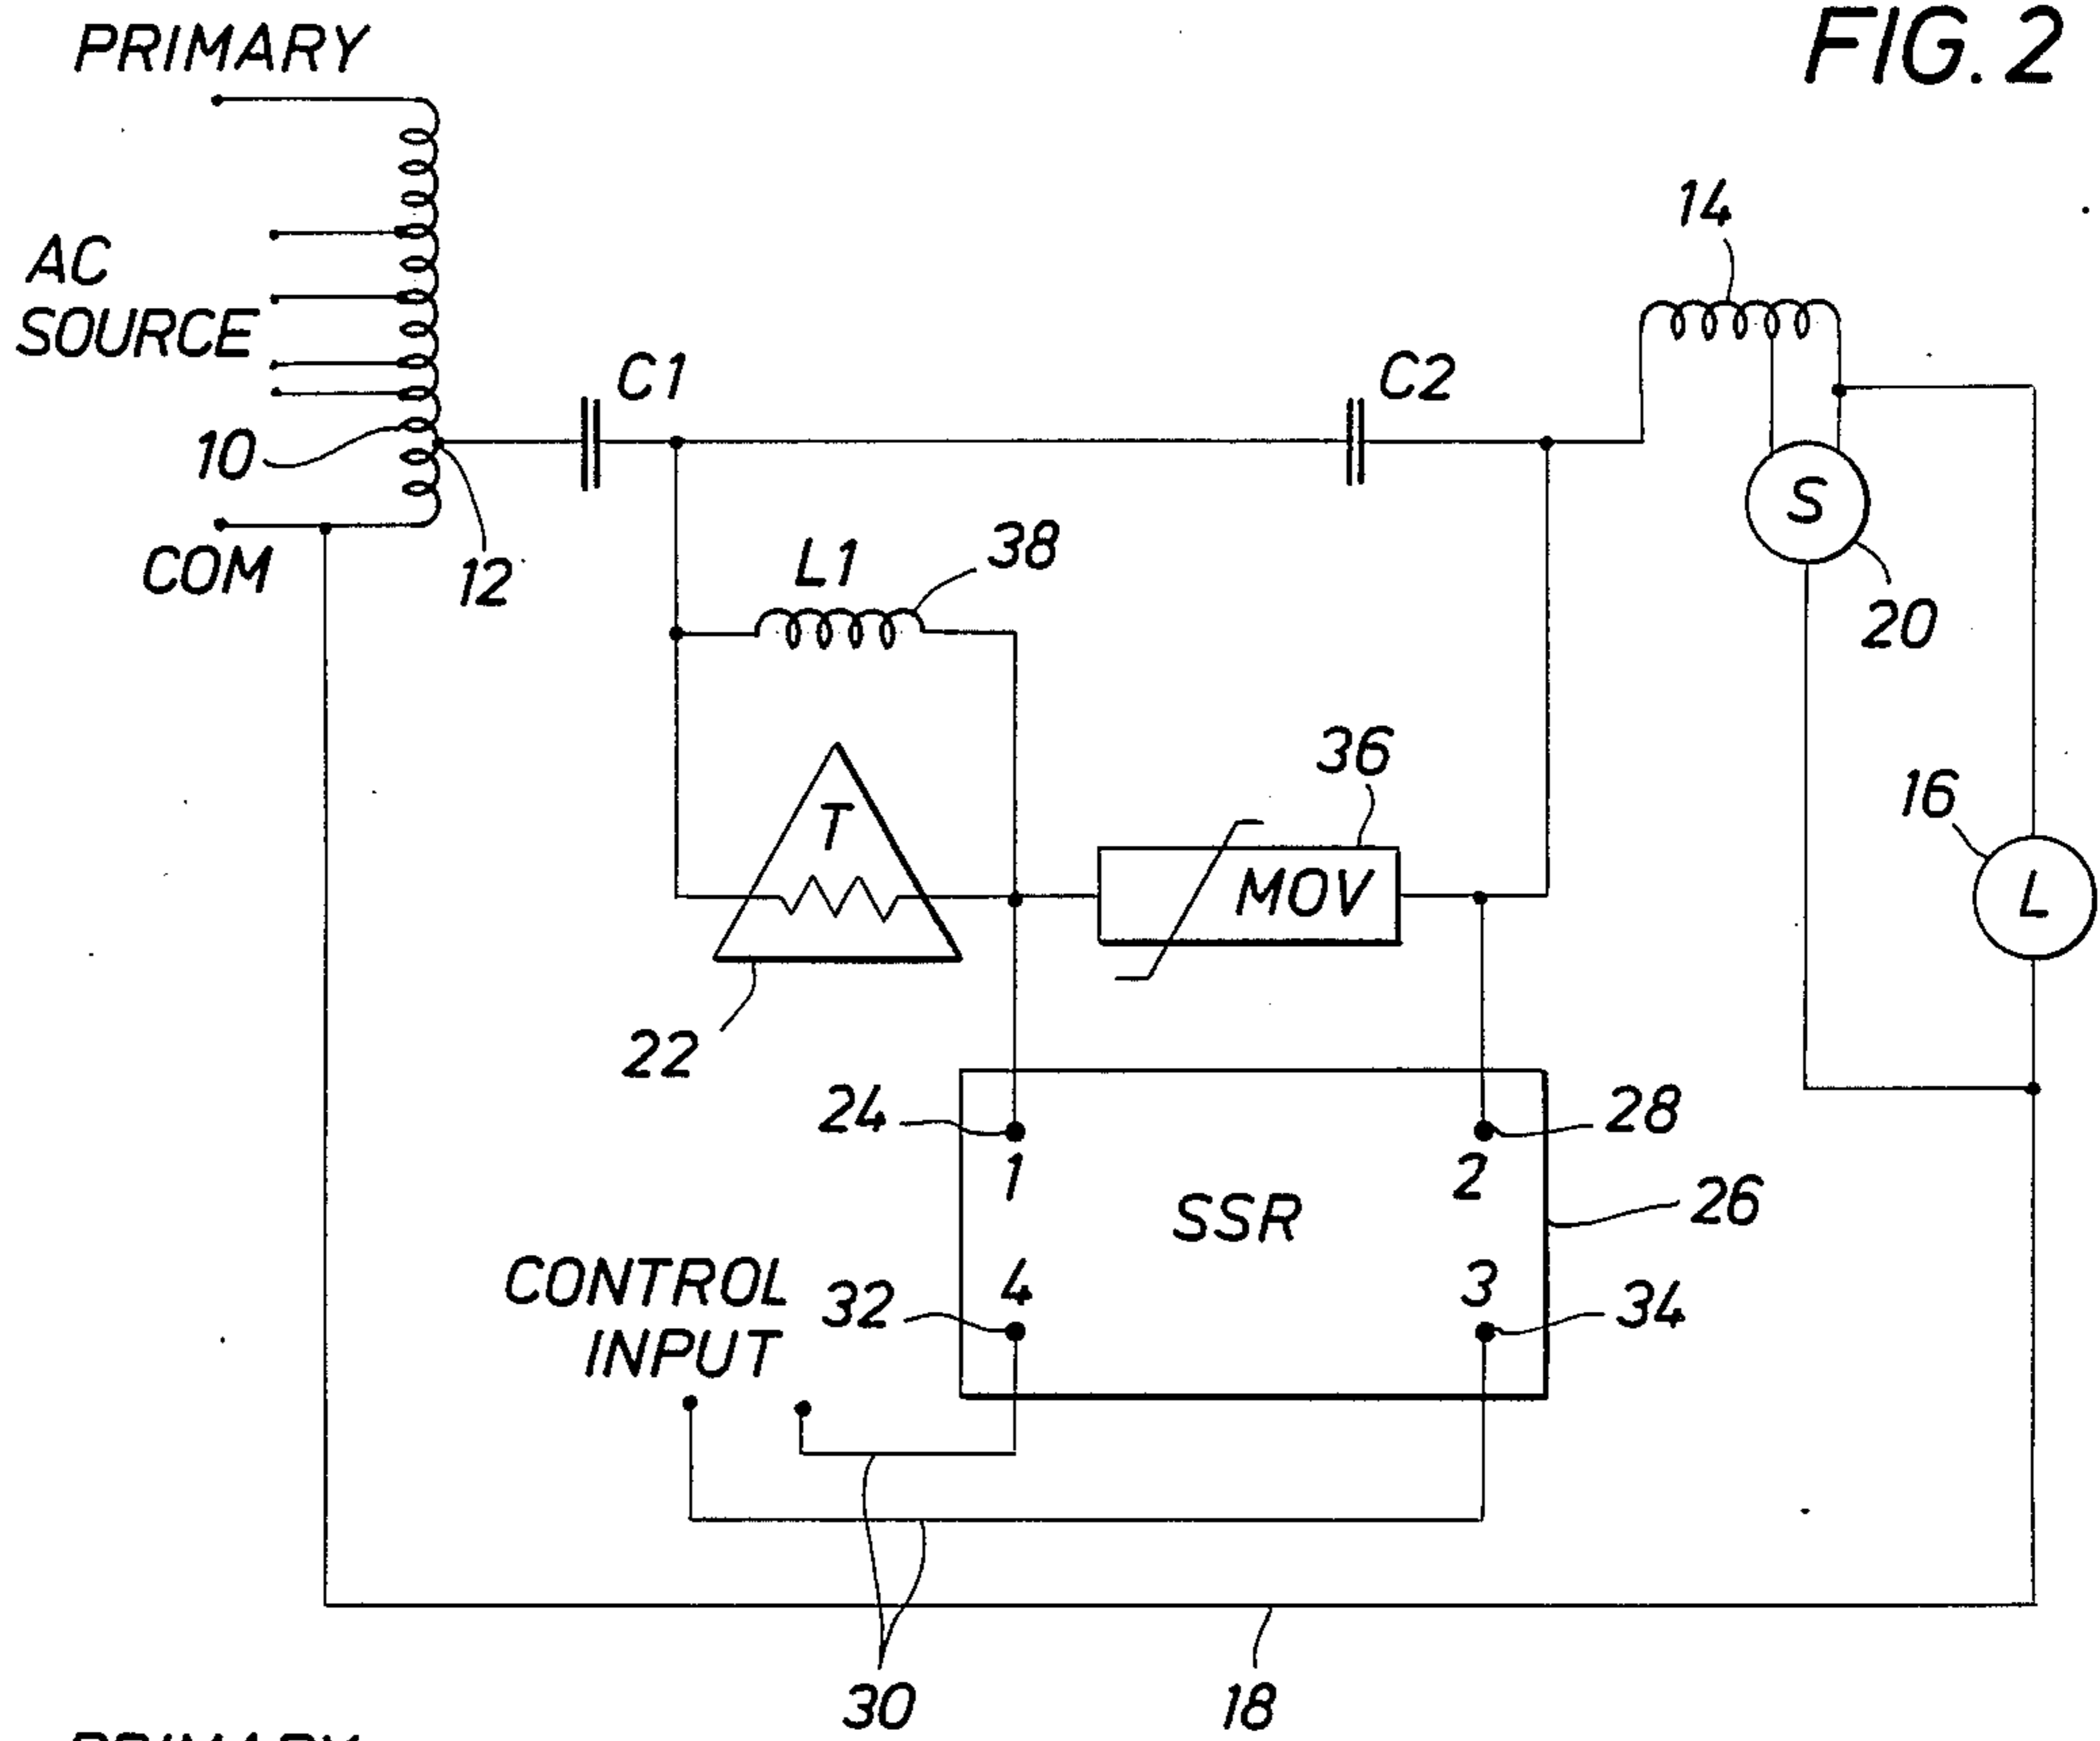 PRIMARY
FIG. 2
14
AC
SOURCE
C1
C2
10
S
COM
12
L1
38
20
36
T
16
MOV
L
22
24
28
1
2
SSR
26
CONTROL
INPUT
4
3
32
34
30
18
PRIMARY